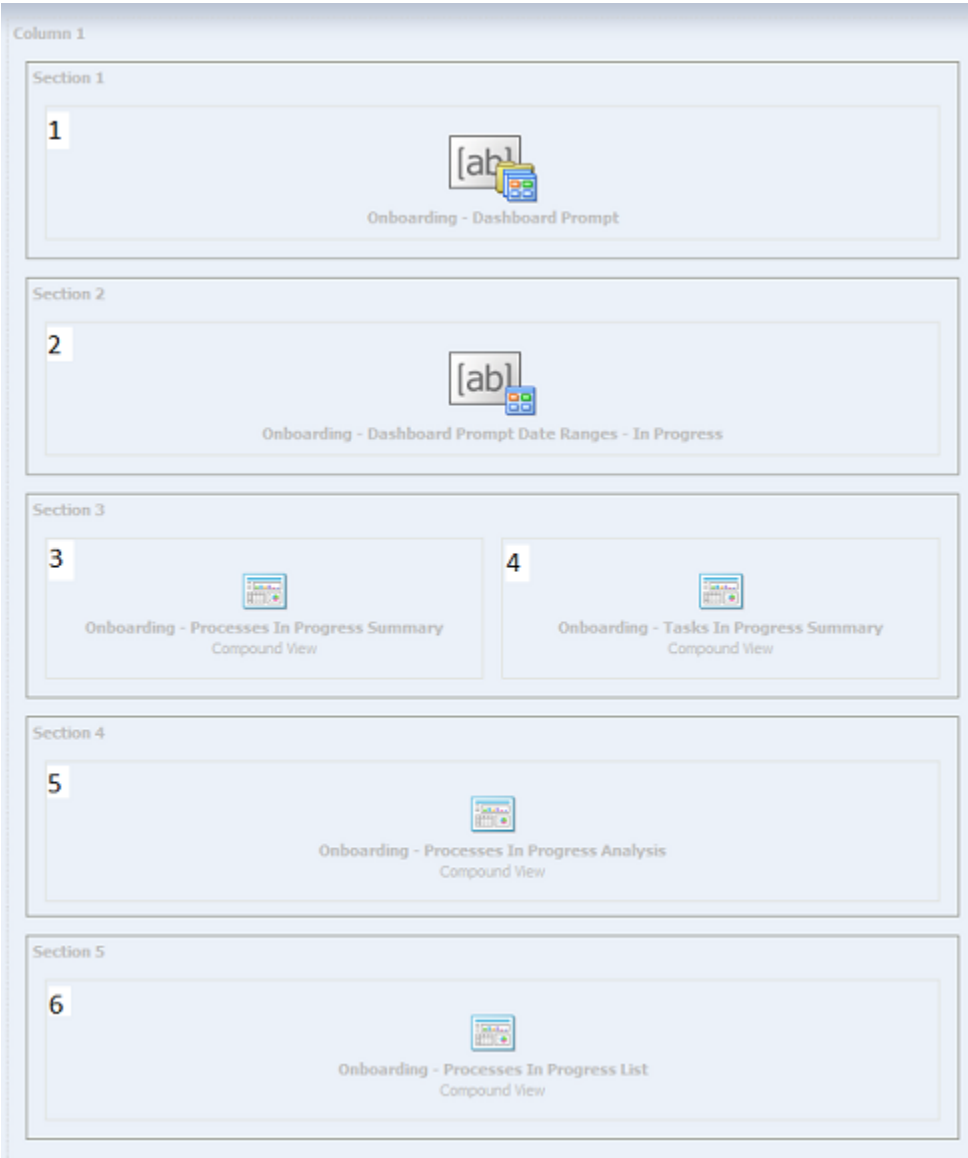 Column 1
Section 1
1
[ab]
Onboarding - Dashboard Prompt
Section 2
2
[ab]
Onboarding - Dashboard Prompt Date Ranges - In Progress
Section 3
3
Onboarding - Processes In Progress Summary
Compound View
4
Onboarding - Tasks In Progress Summary
Compound View
Section 4
5
Onboarding - Processes In Progress Analysis
Compound View
Section 5
6
Onboarding - Processes In Progress List
Compound View